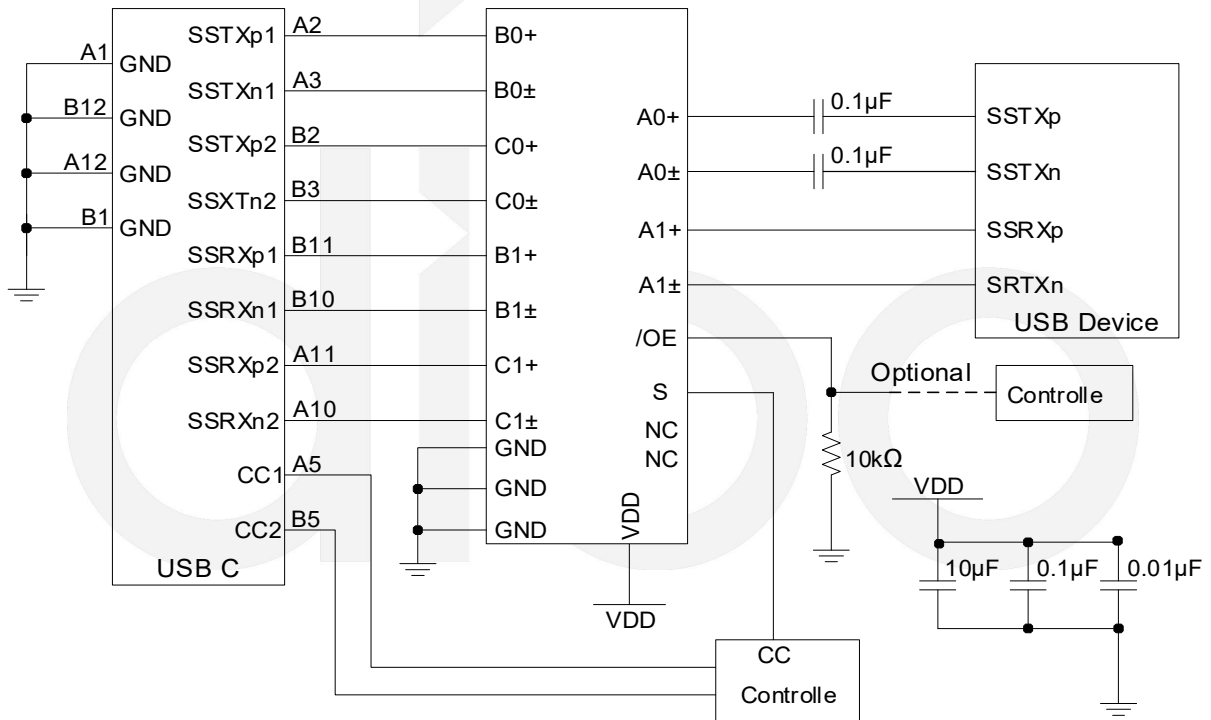 SSTXp1 A2
B0+
A1 GND
SSTXn1 A3
B0±
B12 GND
SSTXp2 B2
C0+
A12 GND
SSXTn2 B3
C0±
B1 GND
SSRXp1 B11
B1+
SSRXn1 B10
B1±
SSRXp2 A11
C1+
SSRXn2 A10
C1±
CC1 A5
CC2 B5
USB C
GND
GND
GND
A0+
A0±
A1+
A1±
/OE
S
NC
NC
VDD
VDD
0.1µF
0.1µF
SSTXp
SSTXn
SSRXp
SRTXn
USB Device
Optional
Controlle
10kΩ
VDD
10µF
0.1µF
0.01µF
CC
Controlle
dioo